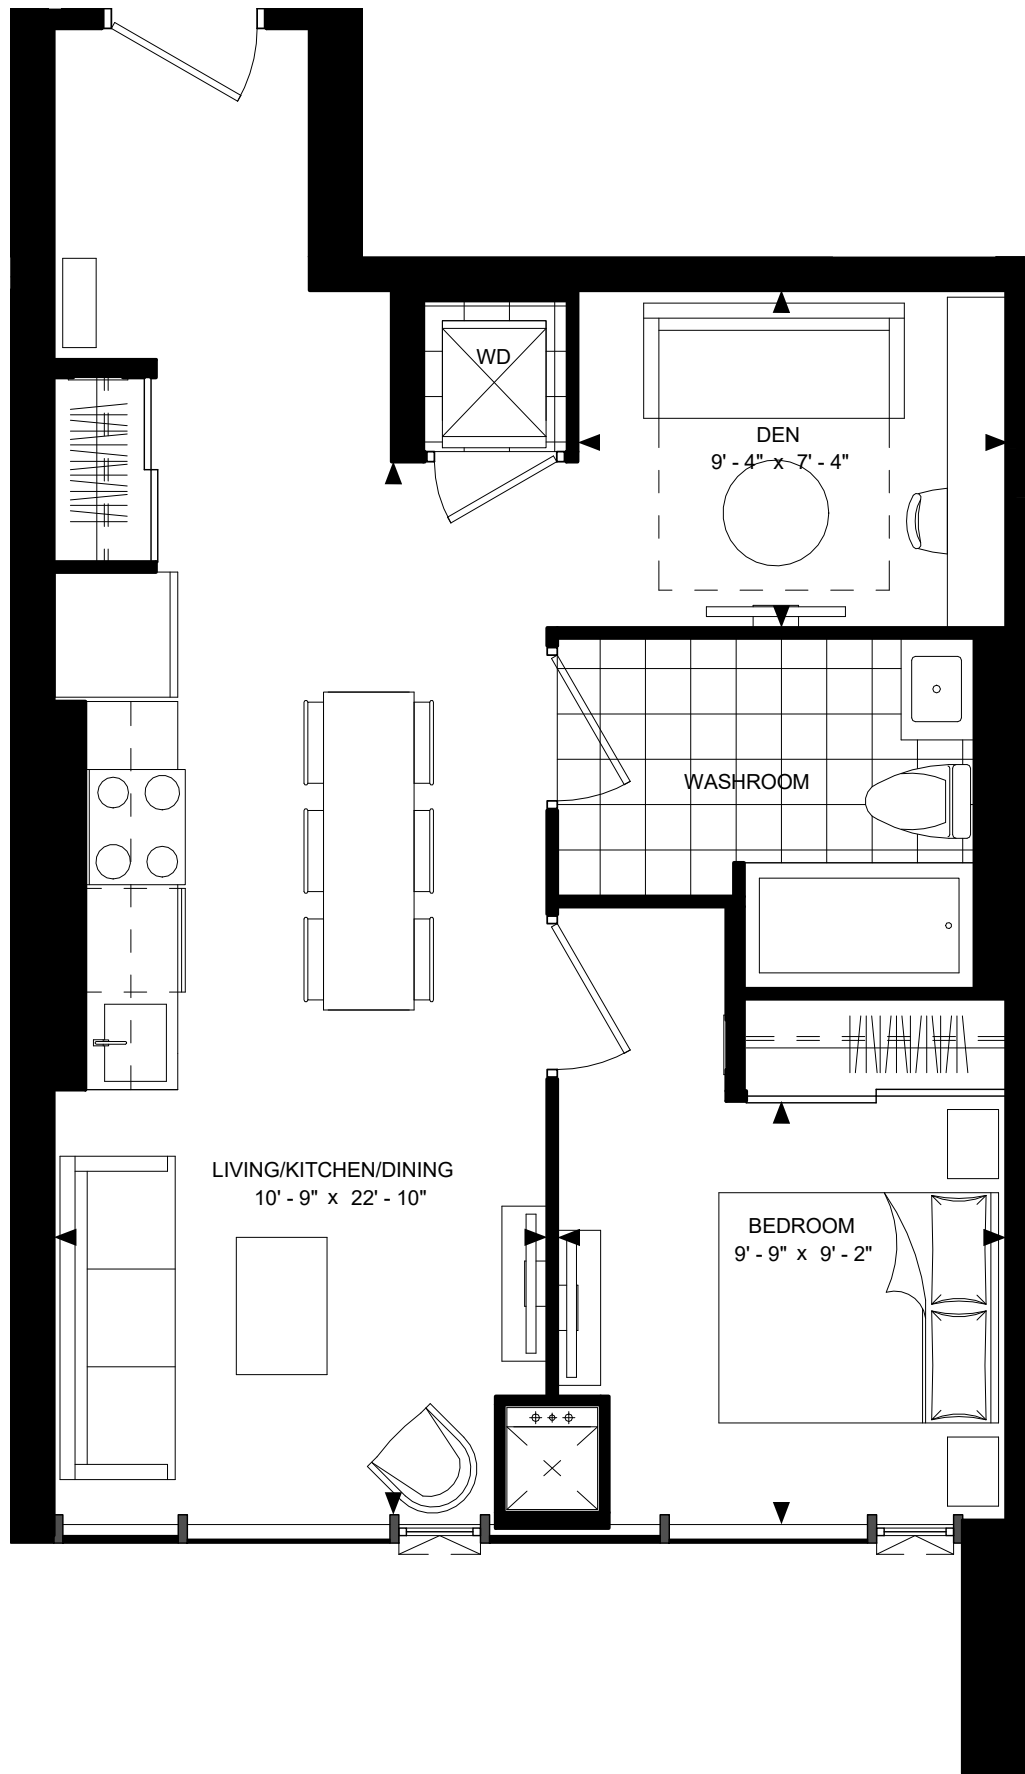 WD
DEN
9' - 4" x 7' - 4"
WASHROOM
LIVING/KITCHEN/DINING
10' - 9" x 22' - 10"
BEDROOM
9' - 9" x 9' - 2"